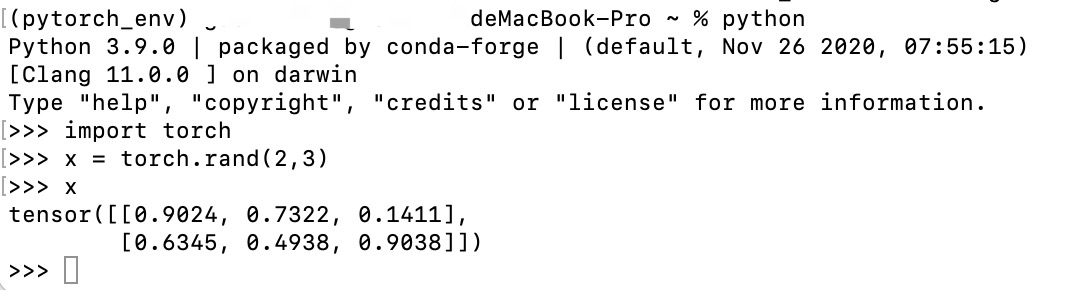 [(pytorch_env) deMacBook-Pro ~ % python
Python 3.9.0 | packaged by conda-forge | (default, Nov 26 2020, 07:55:15)
[Clang 11.0.0 ] on darwin
Type "help", "copyright", "credits" or "license" for more information.
[>>> import torch
[>>> x = torch.rand(2,3)
[>>> x
tensor([[0.9024, 0.7322, 0.1411],
        [0.6345, 0.4938, 0.9038]])
>>>